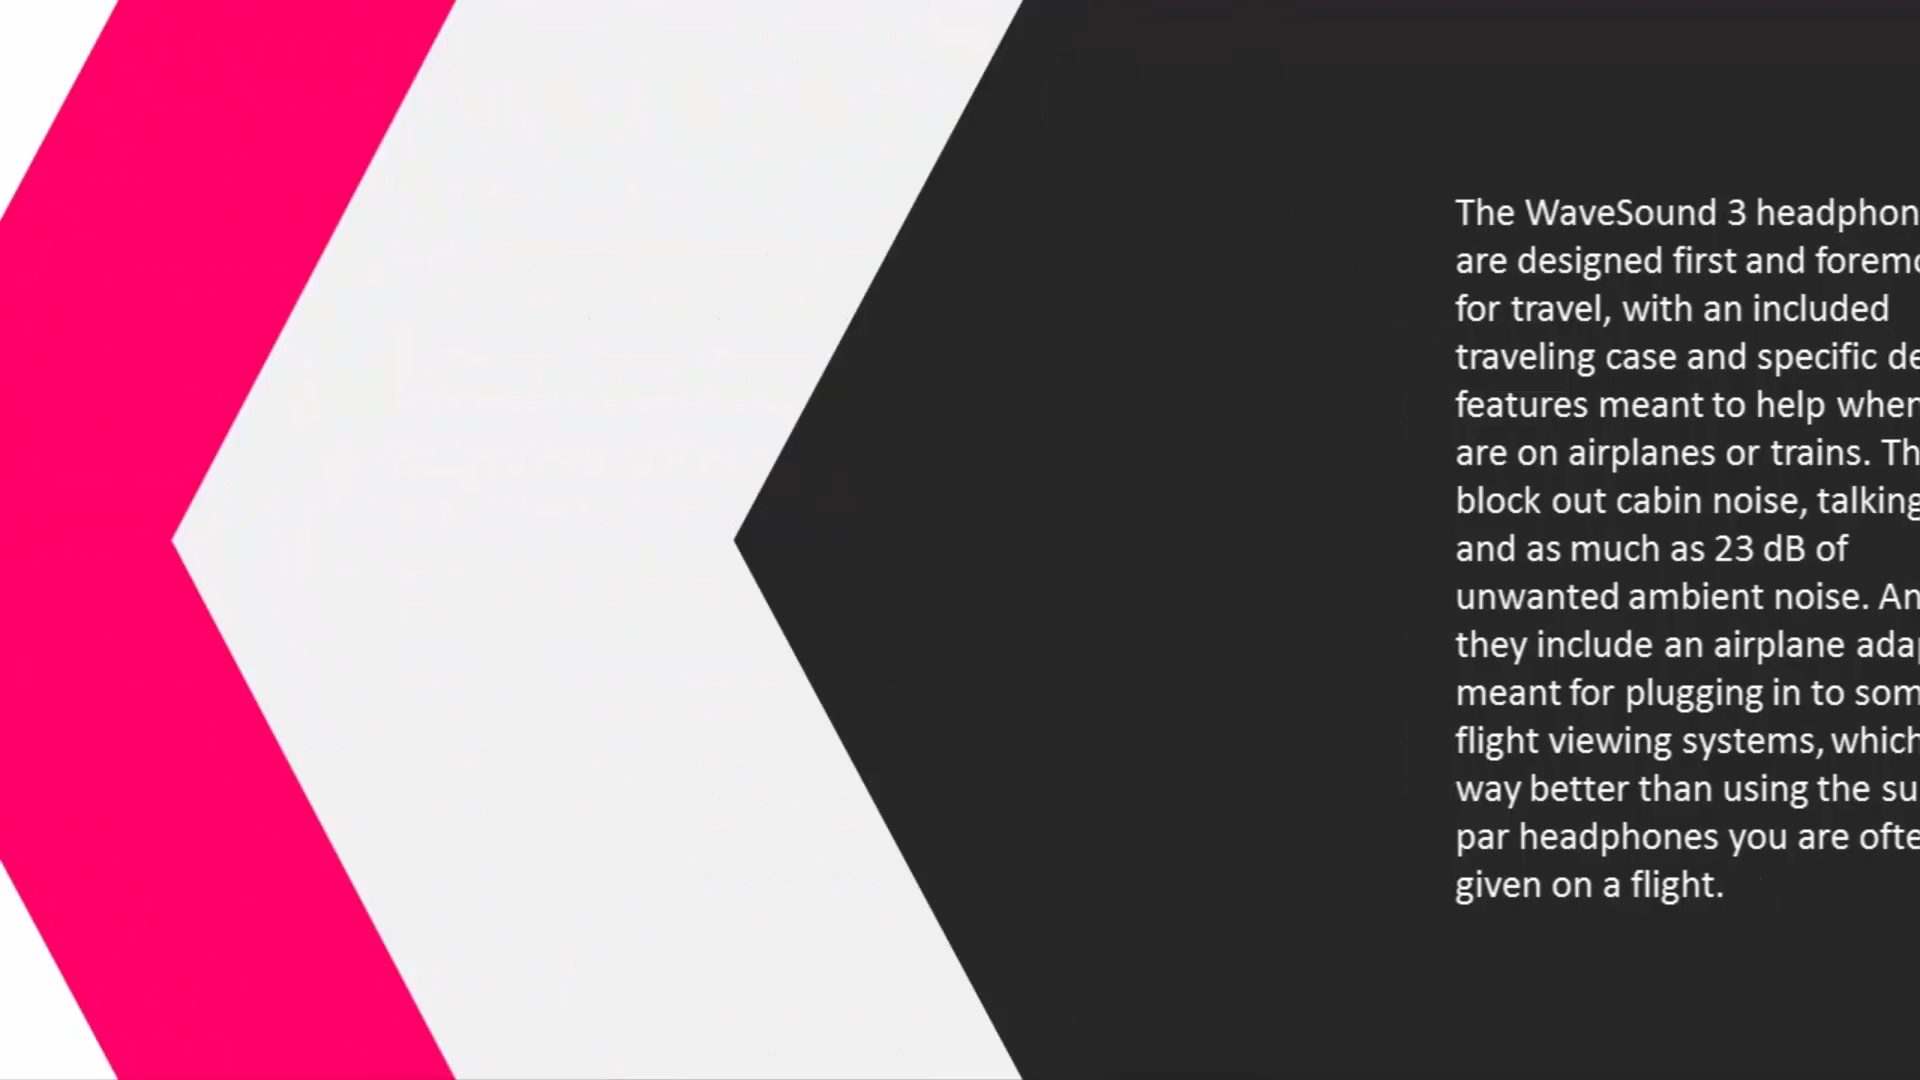 The WaveSound 3 headphon
are designed first and foremo
for travel, with an included
traveling case and specific de
features meant to help when
are on airplanes or trains. Th
block out cabin noise, talking
and as much as 23 dB of
unwanted ambient noise. An
they include an airplane adap
meant for plugging in to som
flight viewing systems, which
way better than using the su
par headphones you are ofte
given on a flight.